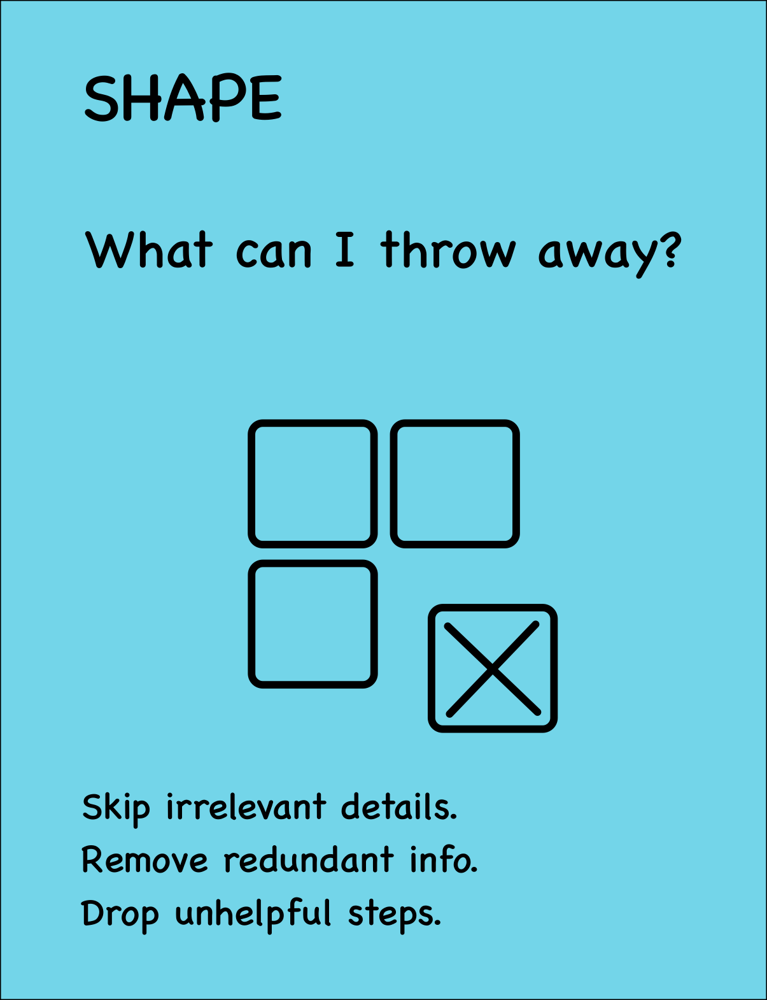 SHAPE
What can I throw away?
Skip irrelevant details.
Remove redundant info.
Drop unhelpful steps.